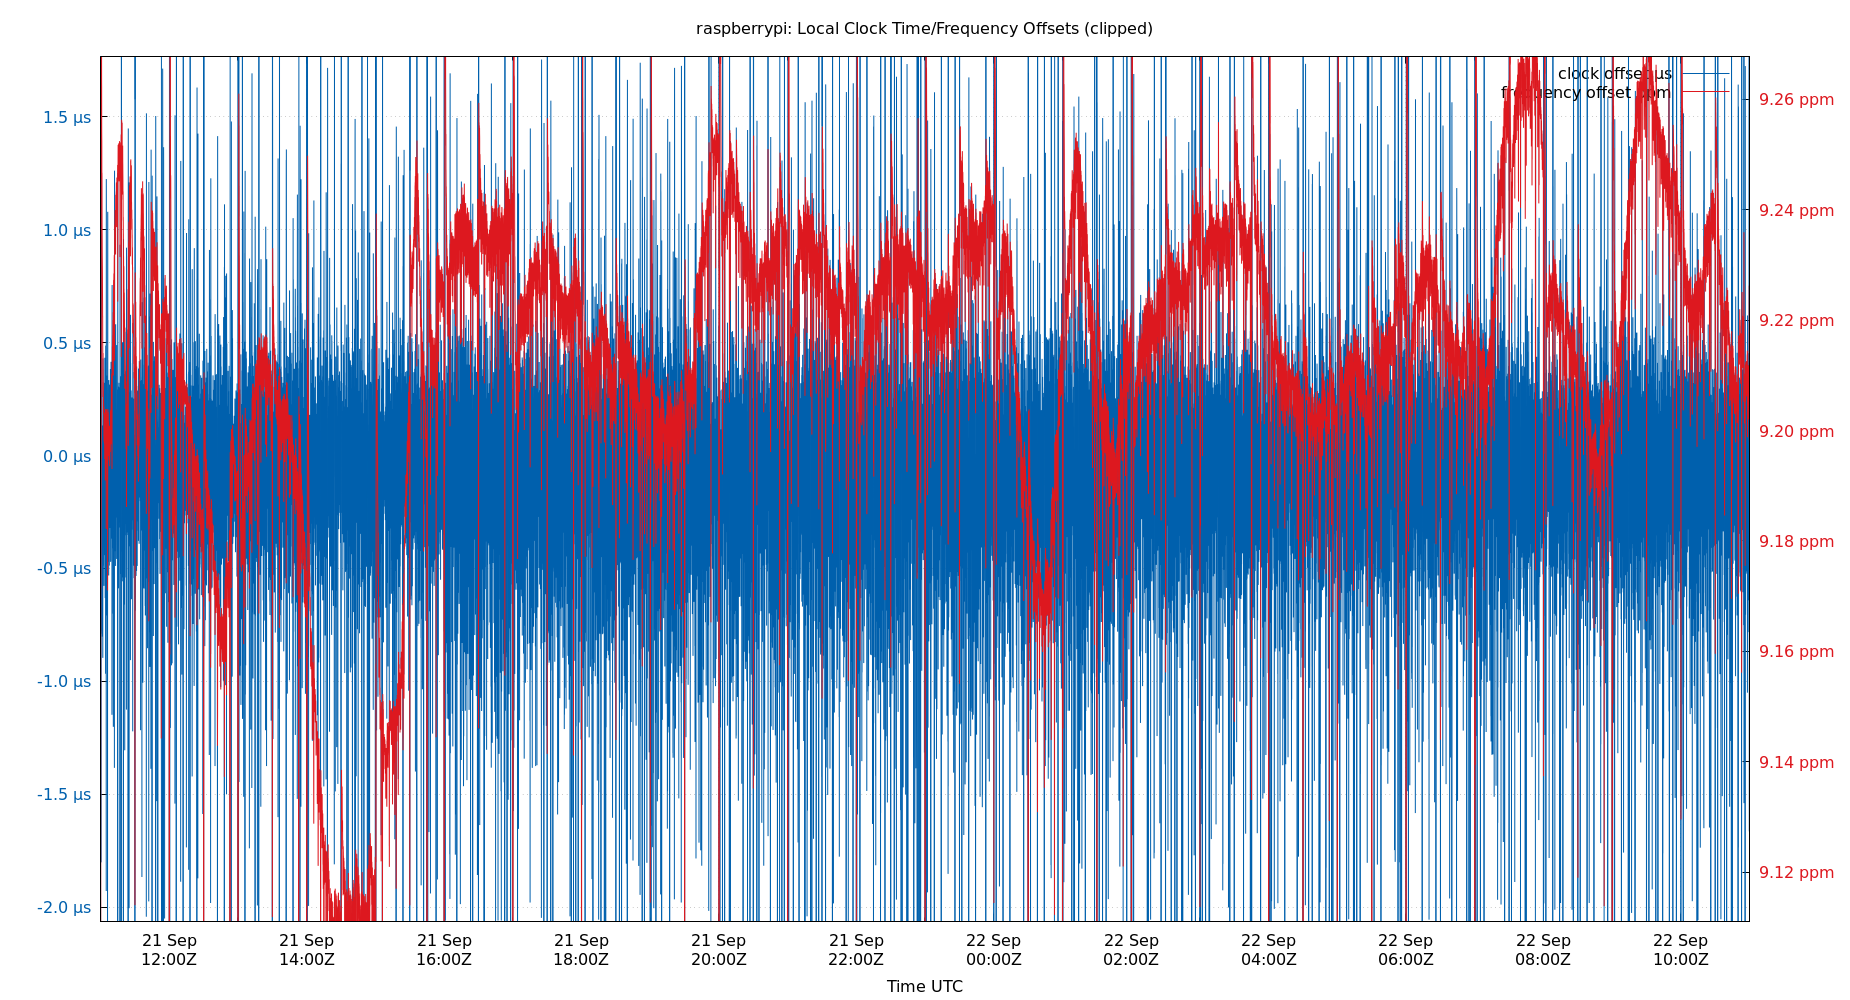 raspberrypi: Local Clock Time/Frequency Offsets (clipped)
clock offset µs
frequency offset ppm
1.5 µs
1.0 µs
0.5 µs
0.0 µs
-0.5 µs
-1.0 µs
-1.5 µs
-2.0 µs
9.26 ppm
9.24 ppm
9.22 ppm
9.20 ppm
9.18 ppm
9.16 ppm
9.14 ppm
9.12 ppm
21 Sep
12:00Z
21 Sep
14:00Z
21 Sep
16:00Z
21 Sep
18:00Z
21 Sep
20:00Z
21 Sep
22:00Z
22 Sep
00:00Z
22 Sep
02:00Z
22 Sep
04:00Z
22 Sep
06:00Z
22 Sep
08:00Z
22 Sep
10:00Z
Time UTC